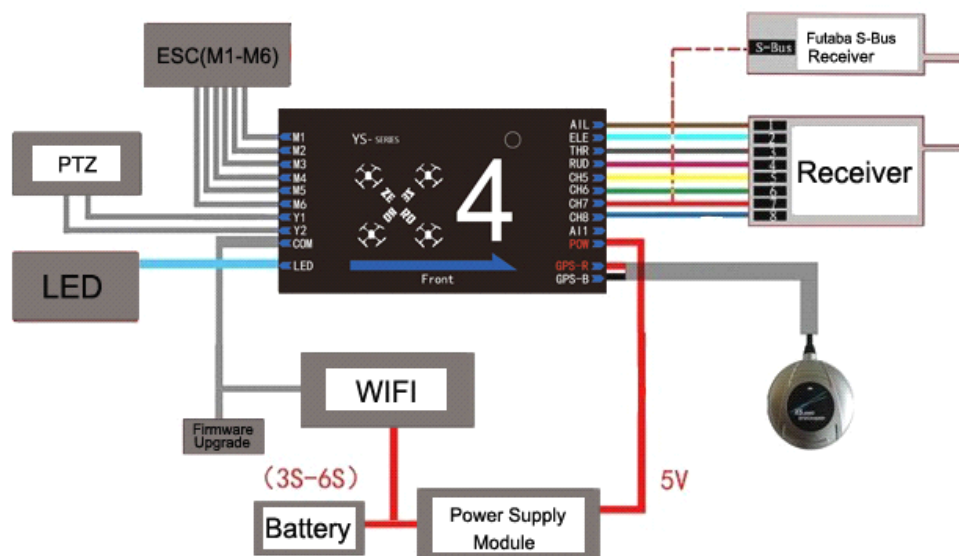 ESC(M1-M6)
PTZ
LED
M1
M2
M3
M4
M5
M6
Y1
Y2
COM
LED
YS- SERIES
4
Front
AIL
ELE
THR
RUD
CH5
CH6
CH7
CH8
AI1
POW
GPS-R
GPS-B
S-Bus
Futaba S-Bus
Receiver
1
2
3
4
5
6
7
8
Receiver
WIFI
Firmware
Upgrade
(3S-6S)
5V
Battery
Power Supply
Module